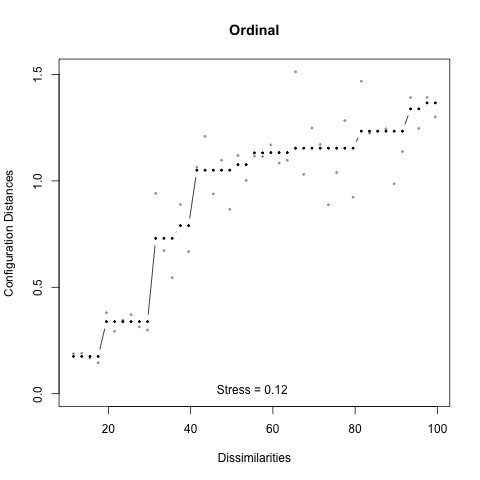 Ordinal
Configuration Distances
1.5
1.0
0.5
0.0
Stress = 0.12
20 40 60 80 100
Dissimilarities